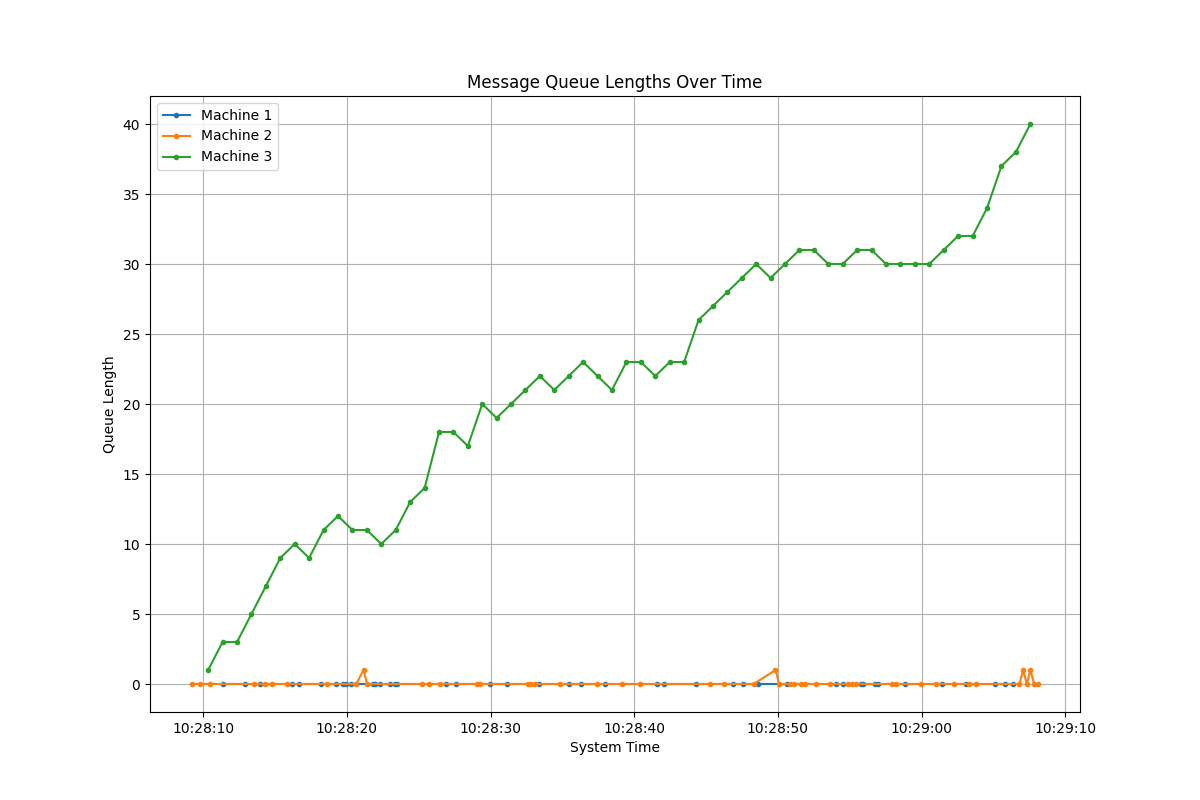 Message Queue Lengths Over Time
Machine 1
Machine 2
Machine 3
Queue Length
40
35
30
25
20
15
10
5
0
10:28:10 10:28:20 10:28:30 10:28:40 10:28:50 10:29:00 10:29:10
System Time